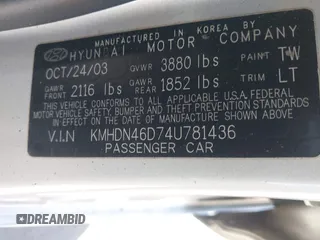 MANUFACTURED IN KOREA BY
HYUNDAI MOTOR COMPANY
OCT/24/03 GVWR 3880 lbs PAINT TW
GAWR FRONT 2116 lbs GAWR REAR 1852 lbs TRIM LT
THIS VEHICLE CONFORMS TO ALL APPLICABLE U.S. FEDERAL
MOTOR VEHICLE SAFETY, BUMPER, AND THEFT PREVENTION
STANDARDS IN EFFECT ON THE DATE OF MANUFACTURE SHOWN ABOVE.
V.I.N KMHDN46D74U781436
PASSENGER CAR
DREAMBID